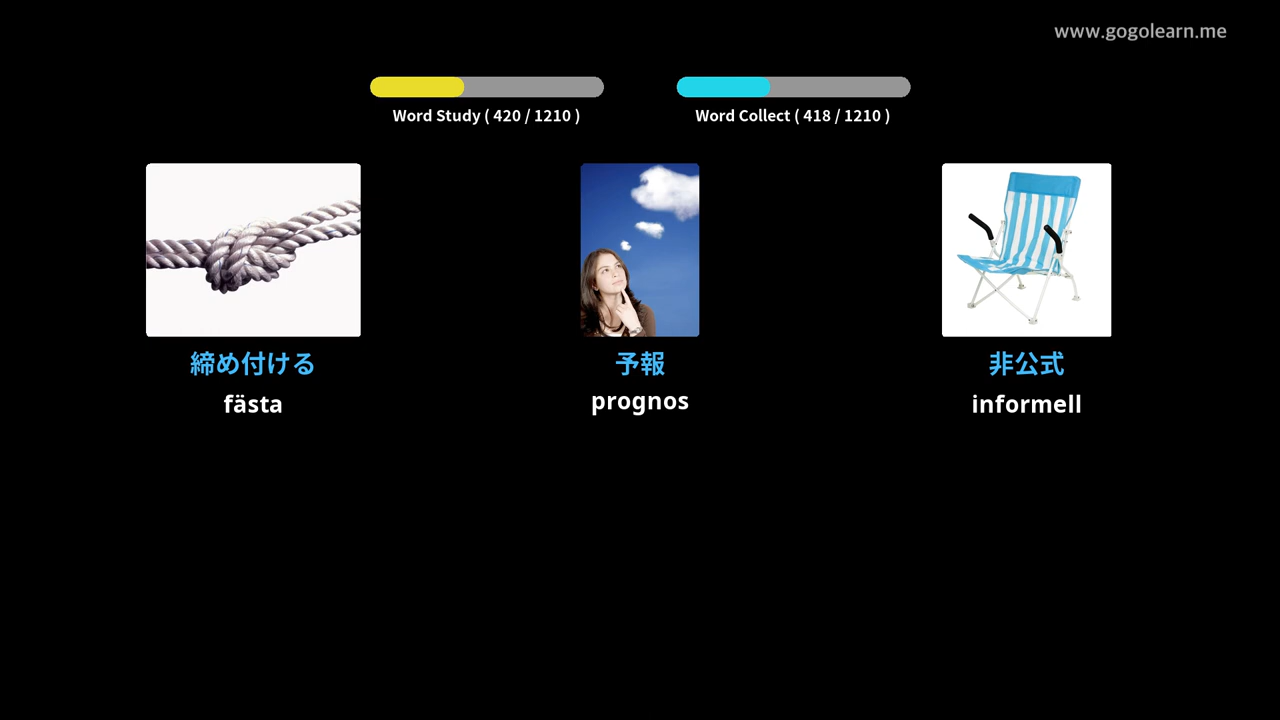 www.gogolearn.me
Word Study ( 420 / 1210 )
Word Collect ( 418 / 1210 )
締め付ける
予報
非公式
fästa
prognos
informell